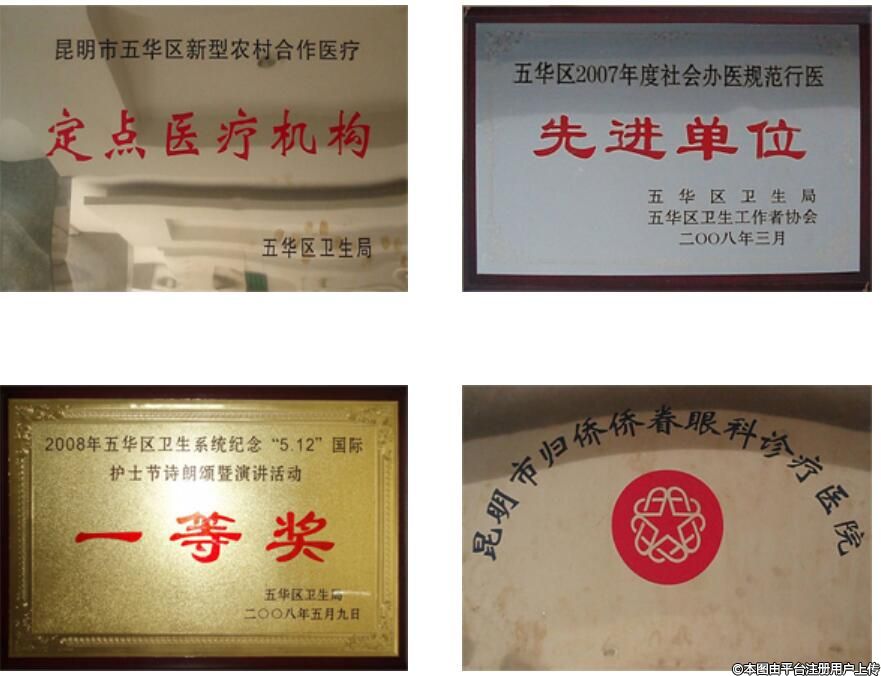 昆明市五华区新型农村合作医疗
定点医疗机构
五华区卫生局
五华区2007年度社会办医规范行医
先进单位
五华区卫生局
五华区卫生工作者协会
二〇〇八年三月
2008年五华区卫生系统纪念“5.12”国际
护士节诗朗颂暨演讲活动
一等奖
五华区卫生局
二〇〇八年五月九日
昆明市归侨侨眷眼科诊疗医院
©本图由平台注册用户上传